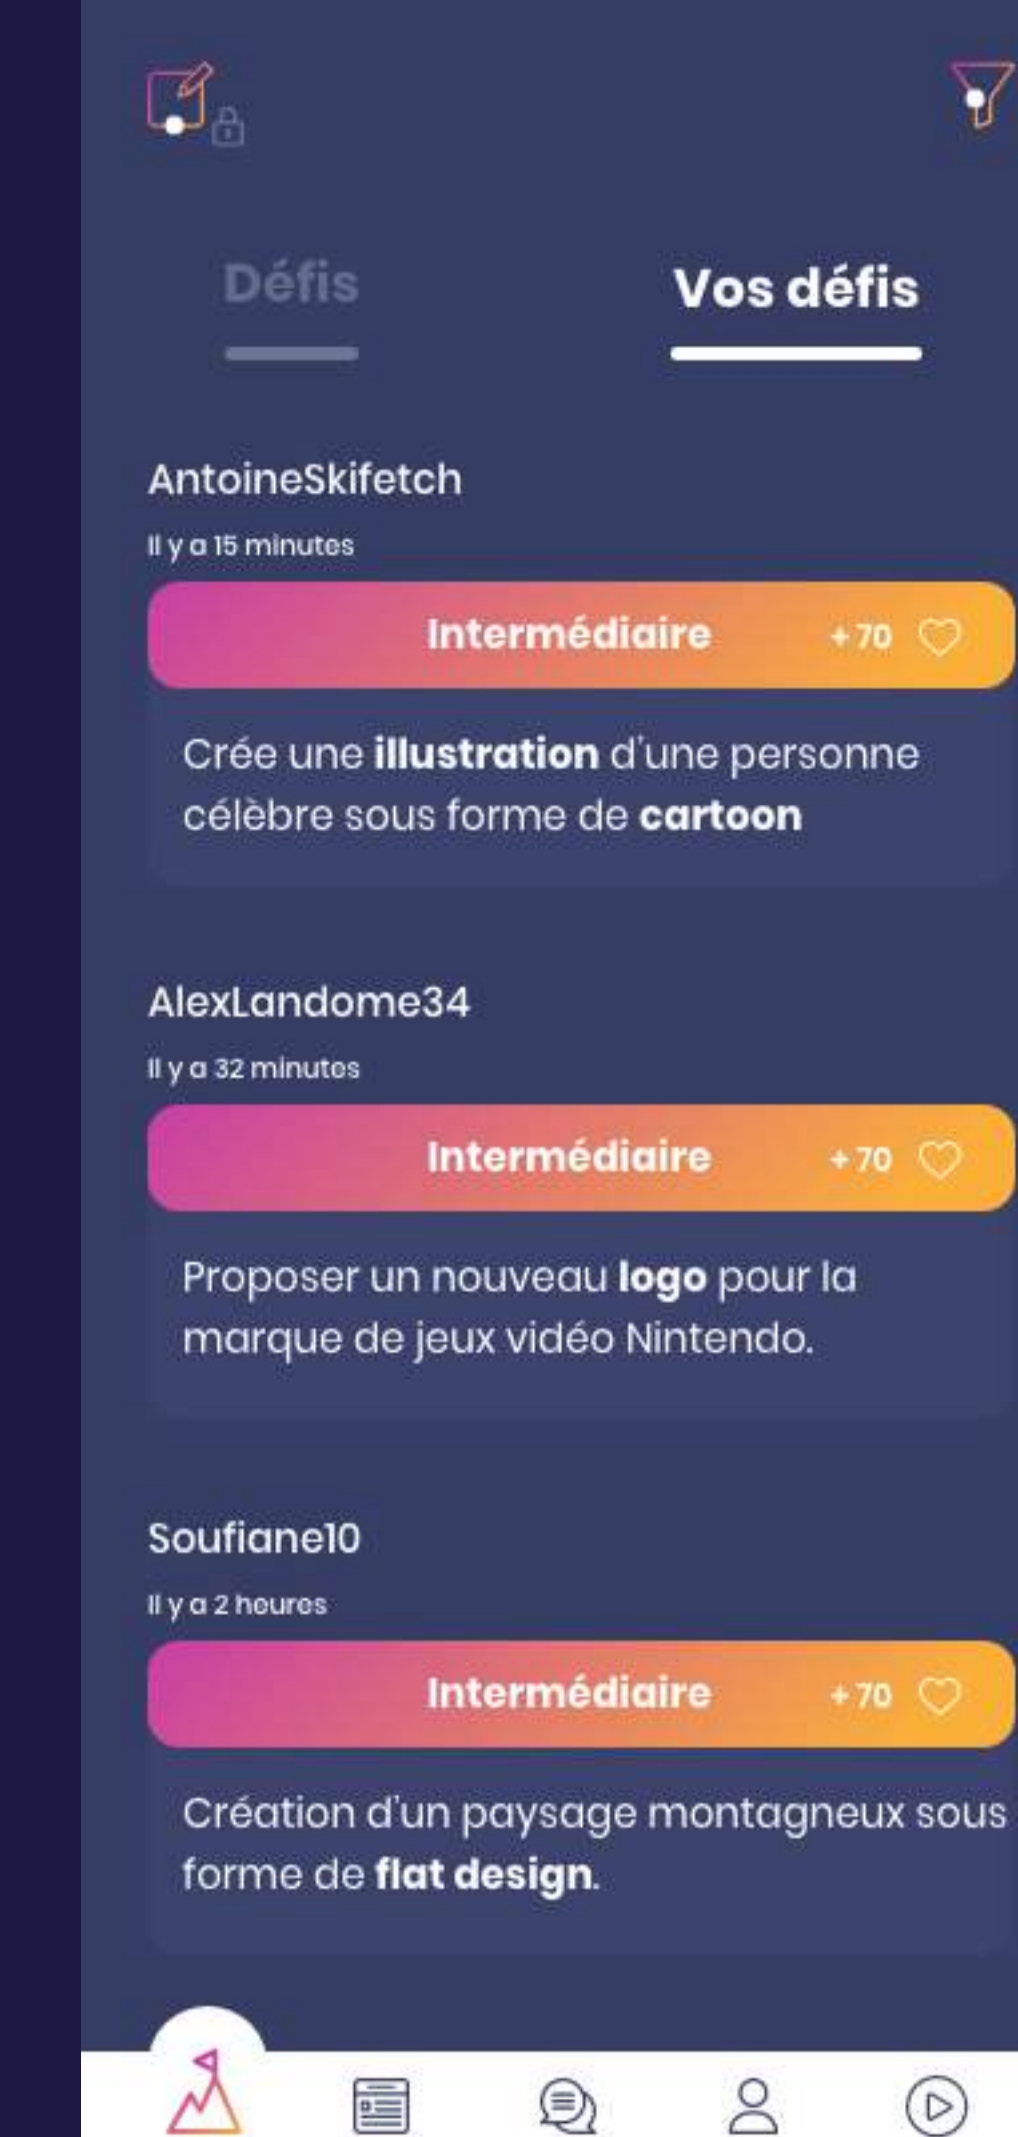 Défis
Vos défis
AntoineSkifetch
Il y a 15 minutes
Intermédiaire +70
Crée une illustration d'une personne
célèbre sous forme de cartoon
AlexLandome34
Il y a 32 minutes
Intermédiaire +70
Proposer un nouveau logo pour la
marque de jeux vidéo Nintendo.
Soufiane10
Il y a 2 heures
Intermédiaire +70
Création d'un paysage montagneux sous
forme de flat design.